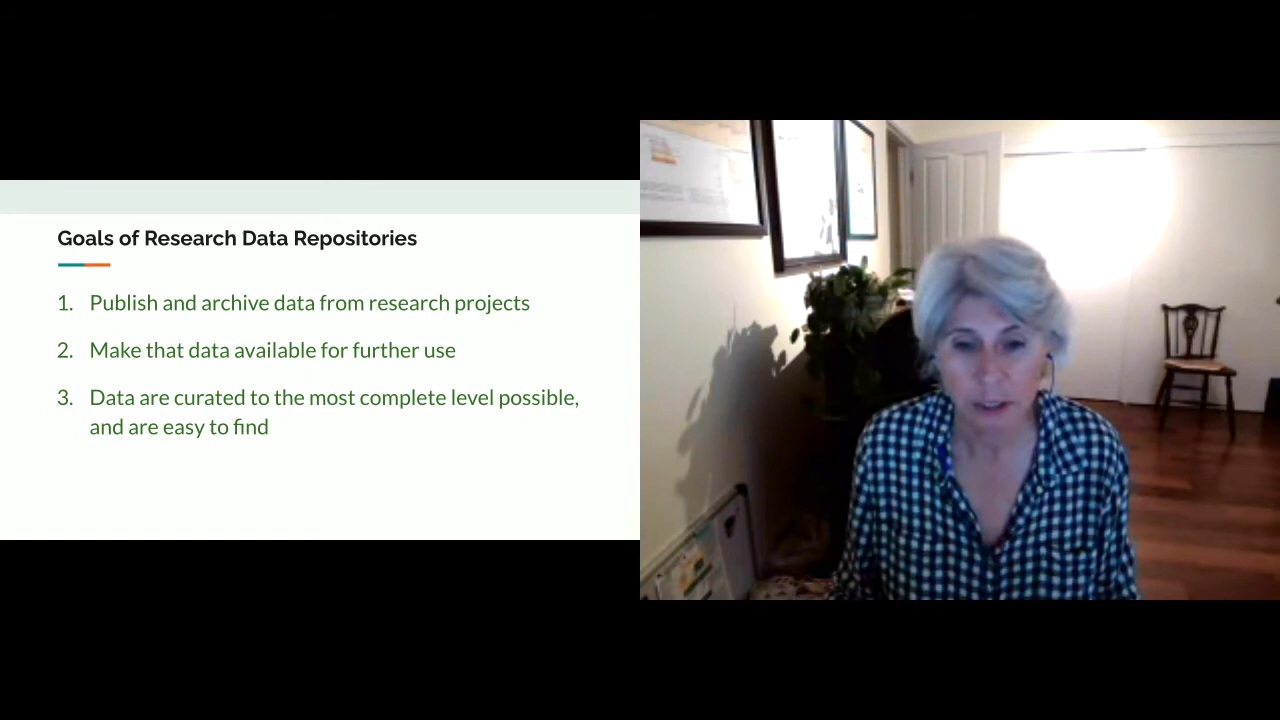 Goals of Research Data Repositories
1. Publish and archive data from research projects
2. Make that data available for further use
3. Data are curated to the most complete level possible,
and are easy to find